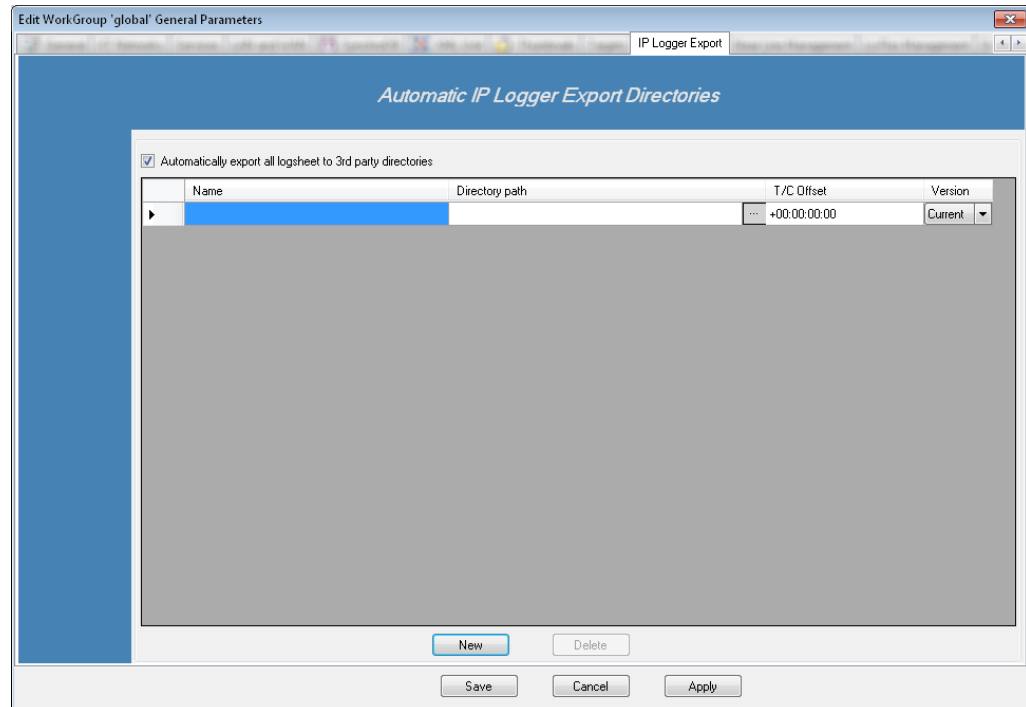 Edit WorkGroup 'global' General Parameters
IP Logger Export
Automatic IP Logger Export Directories
Automatically export all logsheet to 3rd party directories
Name Directory path T/C Offset Version
... +00:00:00:00 Current
New Delete
Save Cancel Apply